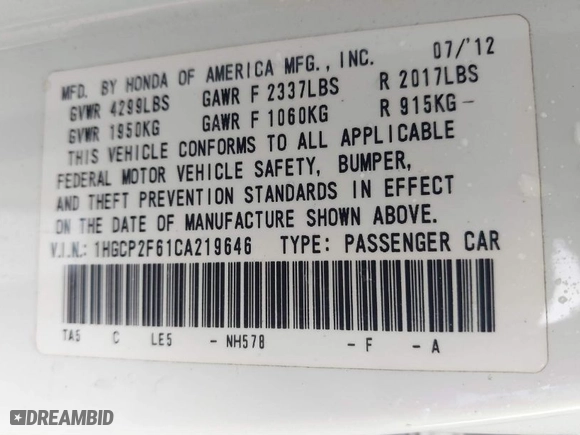 MFD. BY HONDA OF AMERICA MFG., INC. 07/'12
GVWR 4299LBS GAWR F 2337LBS R 2017LBS
GVWR 1950KG GAWR F 1060KG R 915KG
THIS VEHICLE CONFORMS TO ALL APPLICABLE
FEDERAL MOTOR VEHICLE SAFETY, BUMPER,
AND THEFT PREVENTION STANDARDS IN EFFECT
ON THE DATE OF MANUFACTURE SHOWN ABOVE.
V.I.N.: 1HGCP2F61CA219646 TYPE: PASSENGER CAR
TA5 C LE5 - NH578 - F - A
DREAMBID